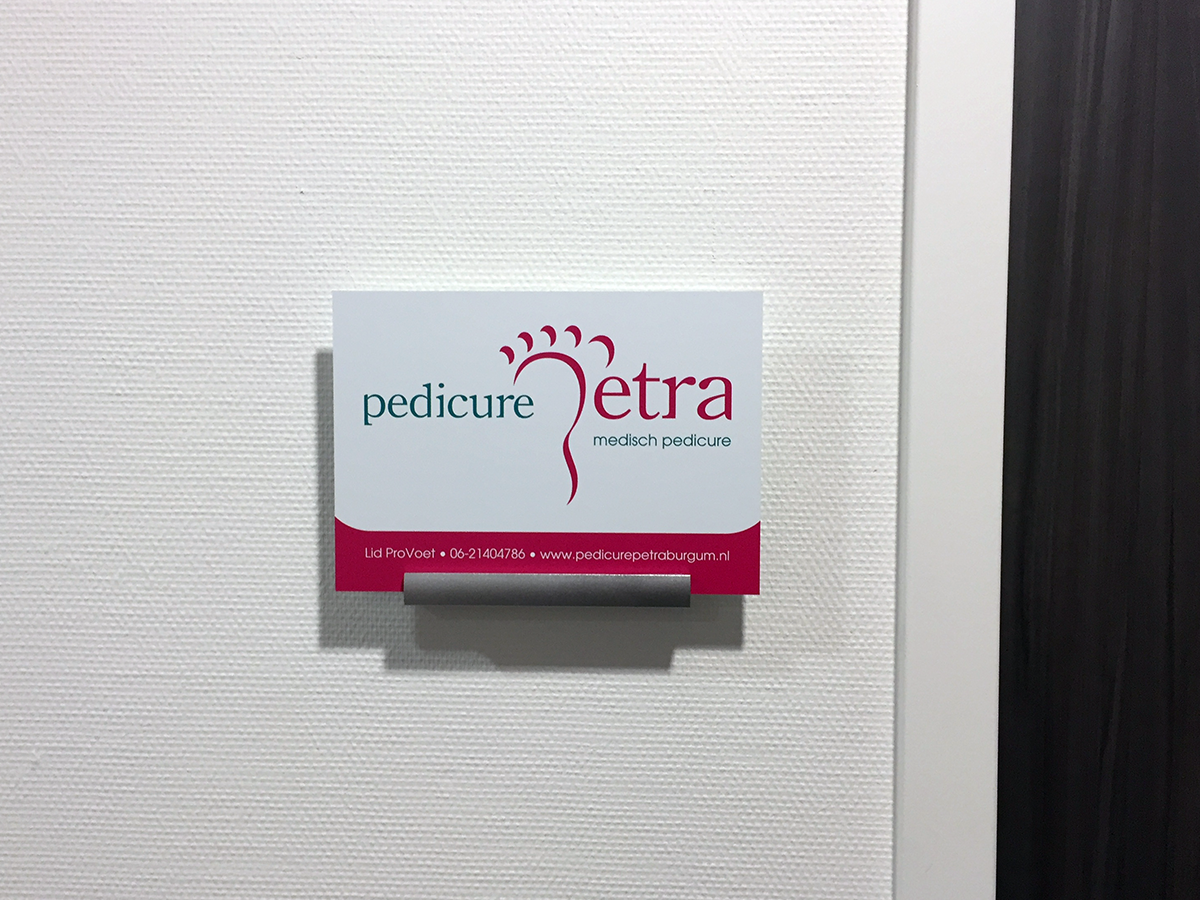 pedicure Petra
medisch pedicure
Lid ProVoet • 06-21404786 • www.pedicurepetraburgum.nl